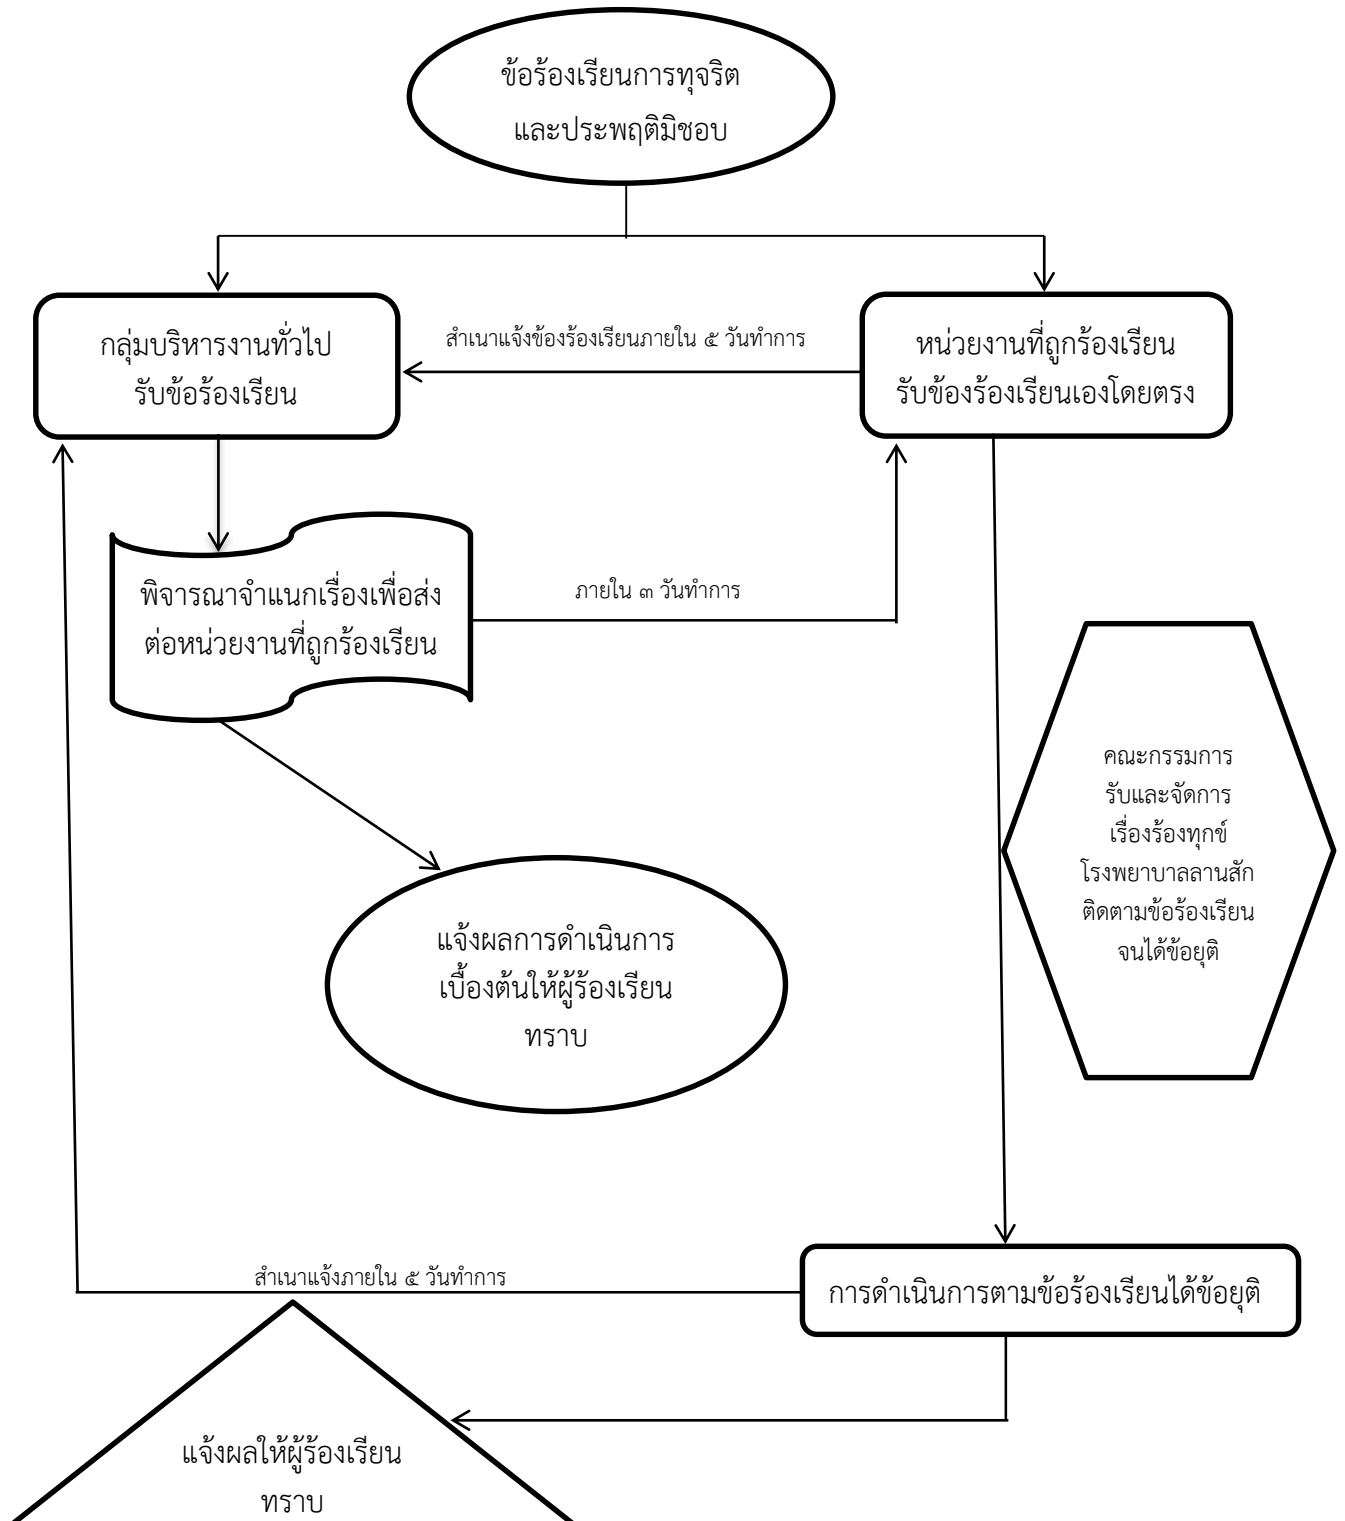 ข้อร้องเรียนการทุจริต
และประพฤติมิชอบ
กลุ่มบริหารงานทั่วไป
รับข้อร้องเรียน
สำเนาแจ้งข้องร้องเรียนภายใน ๕ วันทำการ
หน่วยงานที่ถูกร้องเรียน
รับข้องร้องเรียนเองโดยตรง
พิจารณาจำแนกเรื่องเพื่อส่ง
ต่อหน่วยงานที่ถูกร้องเรียน
ภายใน ๓ วันทำการ
คณะกรรมการ
รับและจัดการ
เรื่องร้องทุกข์
โรงพยาบาลลานสัก
ติดตามข้อร้องเรียน
จนได้ข้อยุติ
แจ้งผลการดำเนินการ
เบื้องต้นให้ผู้ร้องเรียน
ทราบ
สำเนาแจ้งภายใน ๕ วันทำการ
การดำเนินการตามข้อร้องเรียนได้ข้อยุติ
แจ้งผลให้ผู้ร้องเรียน
ทราบ